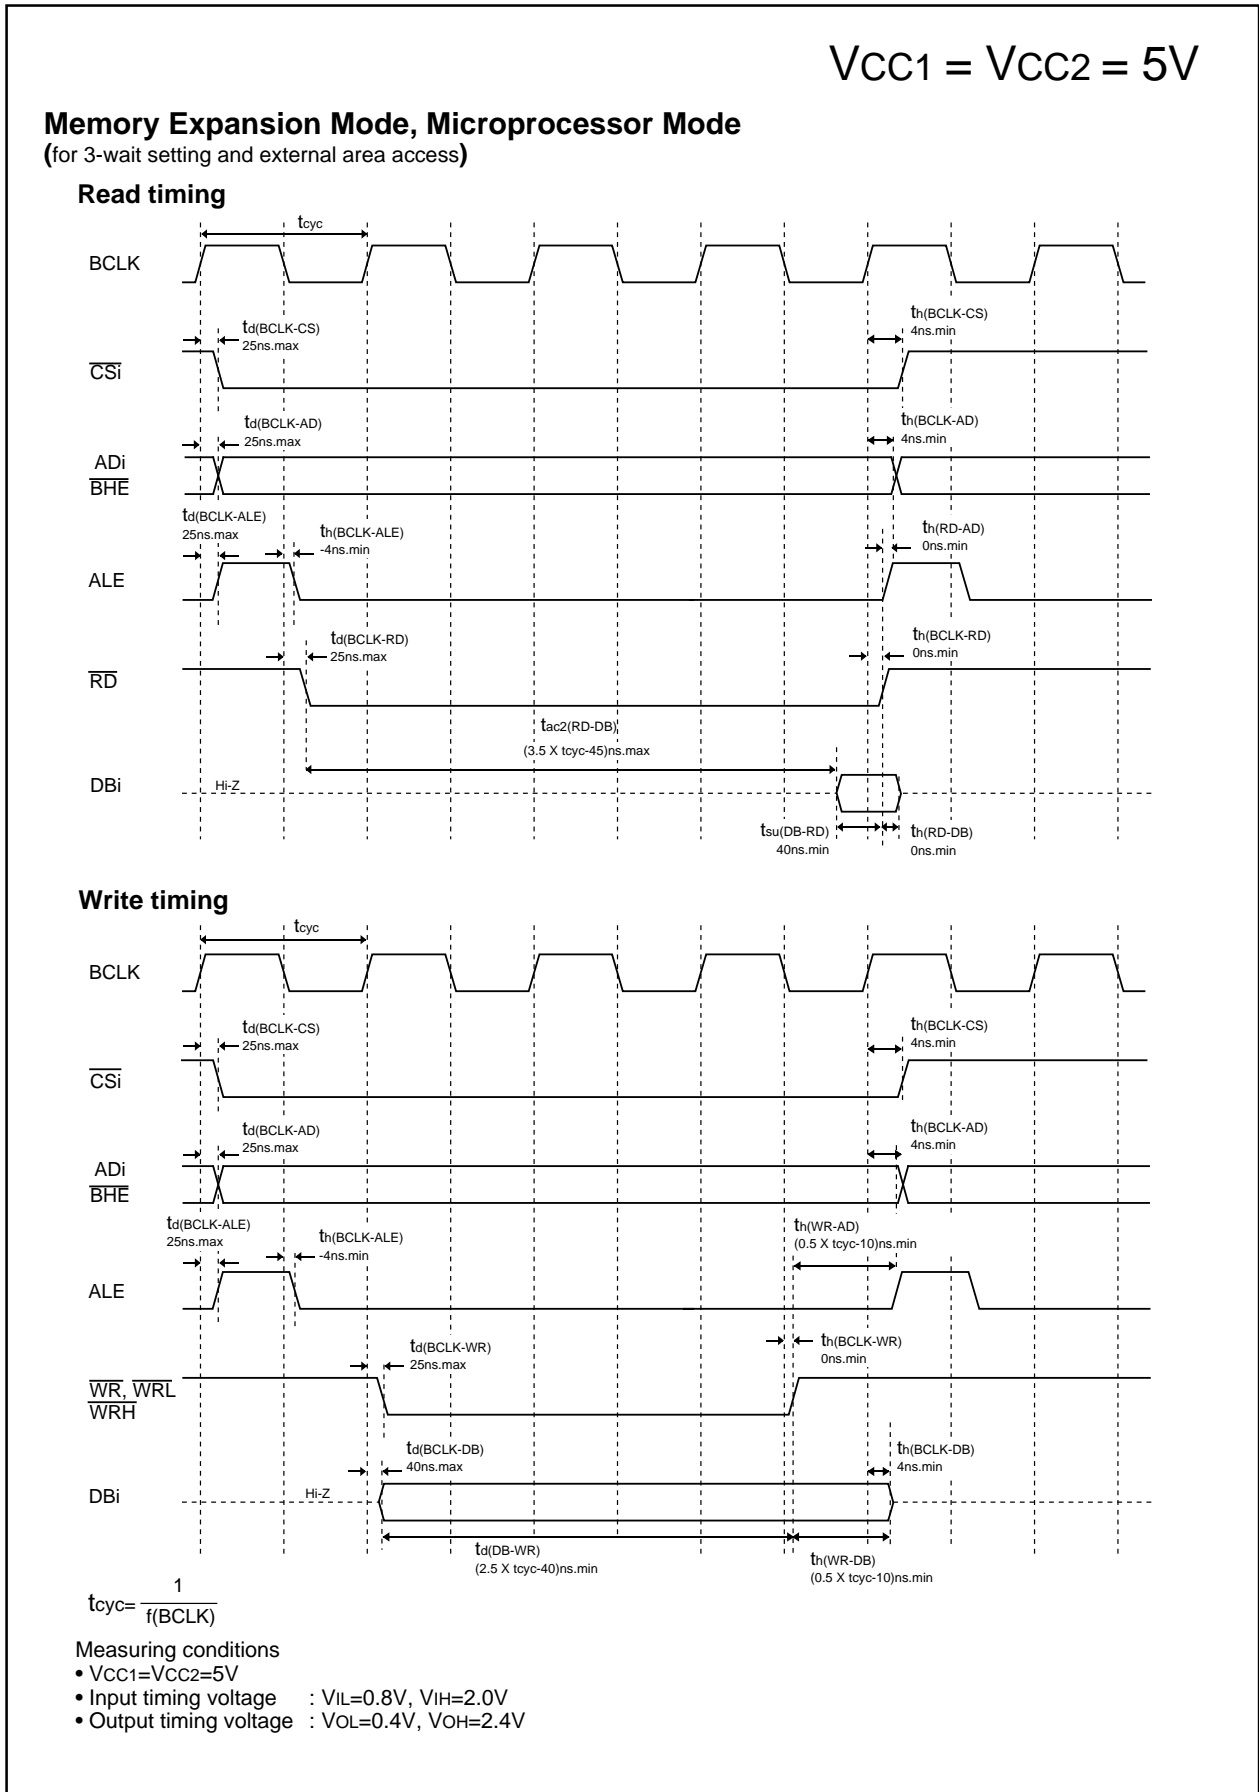 VCC1 = VCC2 = 5V
Memory Expansion Mode, Microprocessor Mode
(for 3-wait setting and external area access)
Read timing
tcyc
BCLK
td(BCLK-CS)
25ns.max
th(BCLK-CS)
4ns.min
CSi
td(BCLK-AD)
25ns.max
th(BCLK-AD)
4ns.min
ADi
BHE
td(BCLK-ALE)
25ns.max
th(BCLK-ALE)
-4ns.min
th(RD-AD)
0ns.min
ALE
td(BCLK-RD)
25ns.max
th(BCLK-RD)
0ns.min
RD
tac2(RD-DB)
(3.5 X tcyc-45)ns.max
DBi
Hi-Z
tsu(DB-RD)
40ns.min
th(RD-DB)
0ns.min
Write timing
tcyc
BCLK
td(BCLK-CS)
25ns.max
th(BCLK-CS)
4ns.min
CSi
td(BCLK-AD)
25ns.max
th(BCLK-AD)
4ns.min
ADi
BHE
td(BCLK-ALE)
25ns.max
th(BCLK-ALE)
-4ns.min
th(WR-AD)
(0.5 X tcyc-10)ns.min
ALE
td(BCLK-WR)
25ns.max
th(BCLK-WR)
0ns.min
WR, WRL
WRH
td(BCLK-DB)
40ns.max
th(BCLK-DB)
4ns.min
DBi
Hi-Z
td(DB-WR)
(2.5 X tcyc-40)ns.min
th(WR-DB)
(0.5 X tcyc-10)ns.min
tcyc=
1
f(BCLK)
Measuring conditions
• VCC1=VCC2=5V
• Input timing voltage : VIL=0.8V, VIH=2.0V
• Output timing voltage : VOL=0.4V, VOH=2.4V